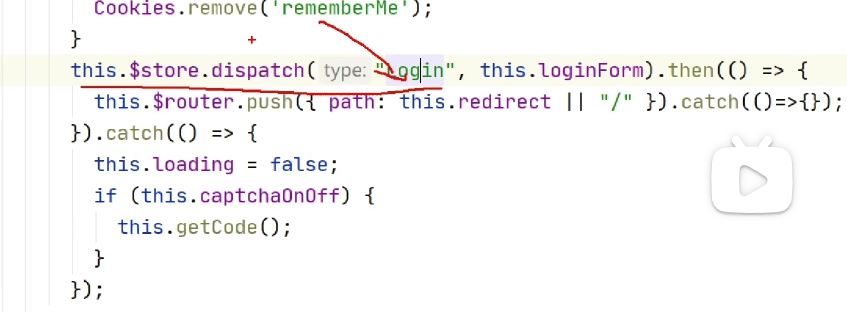 Cookies.remove('rememberMe');
}
this.$store.dispatch( type: "Login", this.loginForm).then(() => {
this.$router.push({ path: this.redirect || "/" }).catch(()=>{});
}).catch(() => {
this.loading = false;
if (this.captchaOnOff) {
this.getCode();
}
});